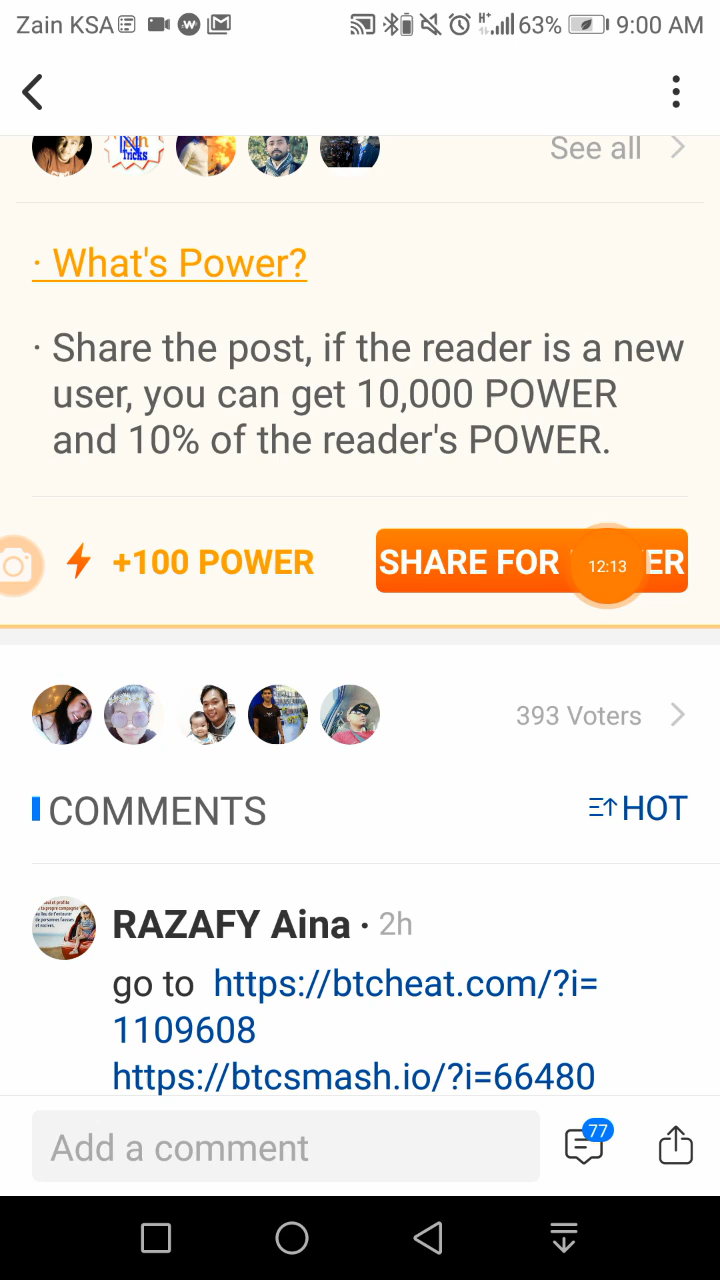 Zain KSA 63% 9:00 AM
See all
· What's Power?
· Share the post, if the reader is a new
user, you can get 10,000 POWER
and 10% of the reader's POWER.
+100 POWER
SHARE FOR ER
12:13
393 Voters
COMMENTS
HOT
RAZAFY Aina · 2h
go to https://btcheat.com/?i=
1109608
https://btcsmash.io/?i=66480
Add a comment
77